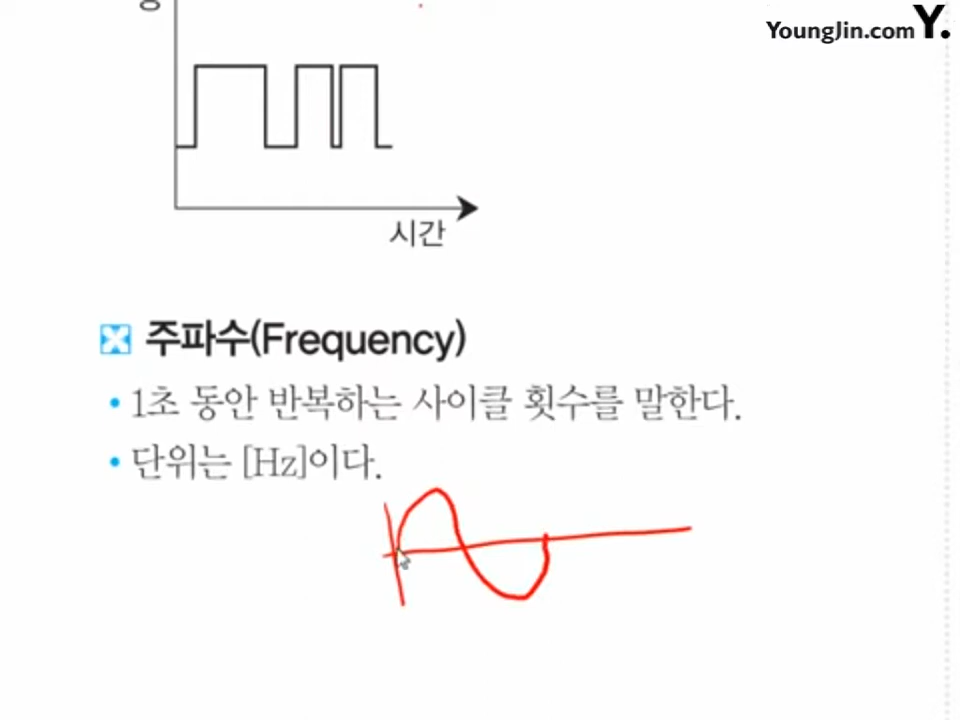 YoungJin.com Y.
시간
주파수(Frequency)
• 1초 동안 반복하는 사이클 횟수를 말한다.
• 단위는 [Hz]이다.